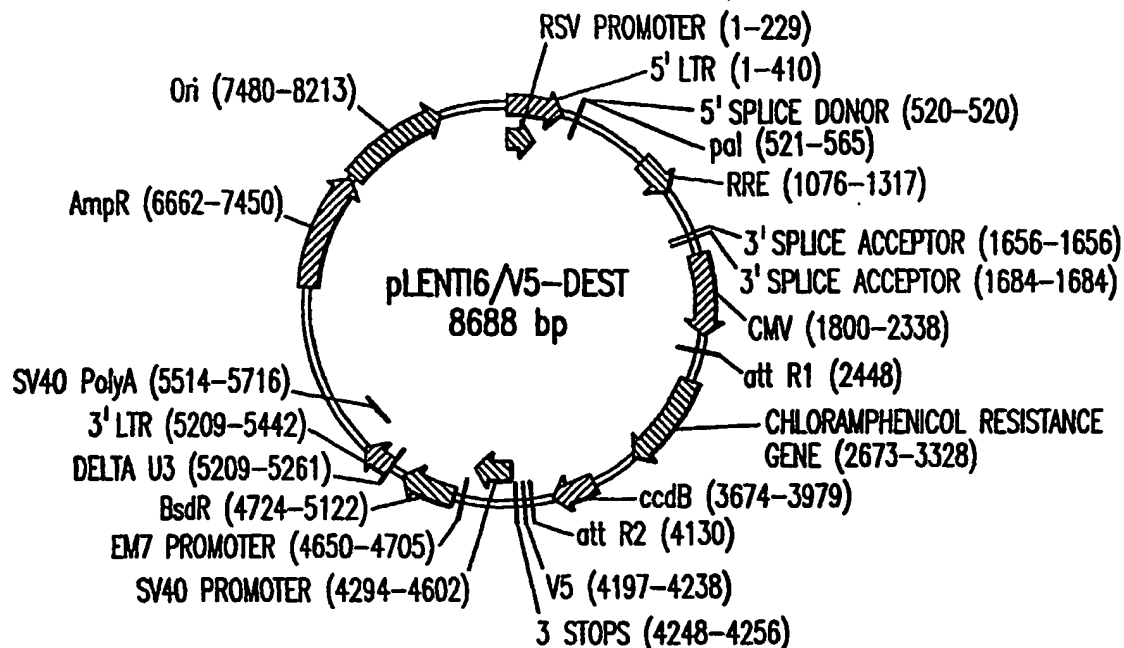 RSV PROMOTER (1–229)
5' LTR (1–410)
5' SPLICE DONOR (520–520)
pal (521–565)
RRE (1076–1317)
3' SPLICE ACCEPTOR (1656–1656)
3' SPLICE ACCEPTOR (1684–1684)
CMV (1800–2338)
att R1 (2448)
CHLORAMPHENICOL RESISTANCE
GENE (2673–3328)
ccdB (3674–3979)
att R2 (4130)
V5 (4197–4238)
3 STOPS (4248–4256)
SV40 PROMOTER (4294–4602)
EM7 PROMOTER (4650–4705)
BsdR (4724–5122)
DELTA U3 (5209–5261)
3' LTR (5209–5442)
SV40 PolyA (5514–5716)
AmpR (6662–7450)
Ori (7480–8213)
pLENTI6/V5–DEST
8688 bp